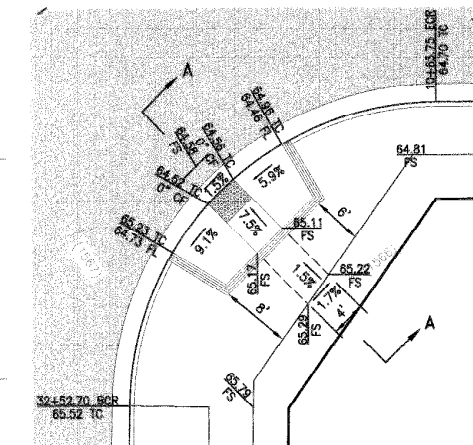 10+63.75 ECR
64.70 TC
A
64.96 TC
64.46 FL
64.56 TC
0" CF
64.58
FS
64.52 TC
0" CF
1.5%
5.9%
64.81
FS
7.5%
9.1%
65.23 TC
64.73 FL
6'
65.11
FS
65.17
FS
1.5%
65.22
FS
1.7%
8'
4'
65.29
FS
A
65.79
FS
32+52.70 BCR
65.52 TC